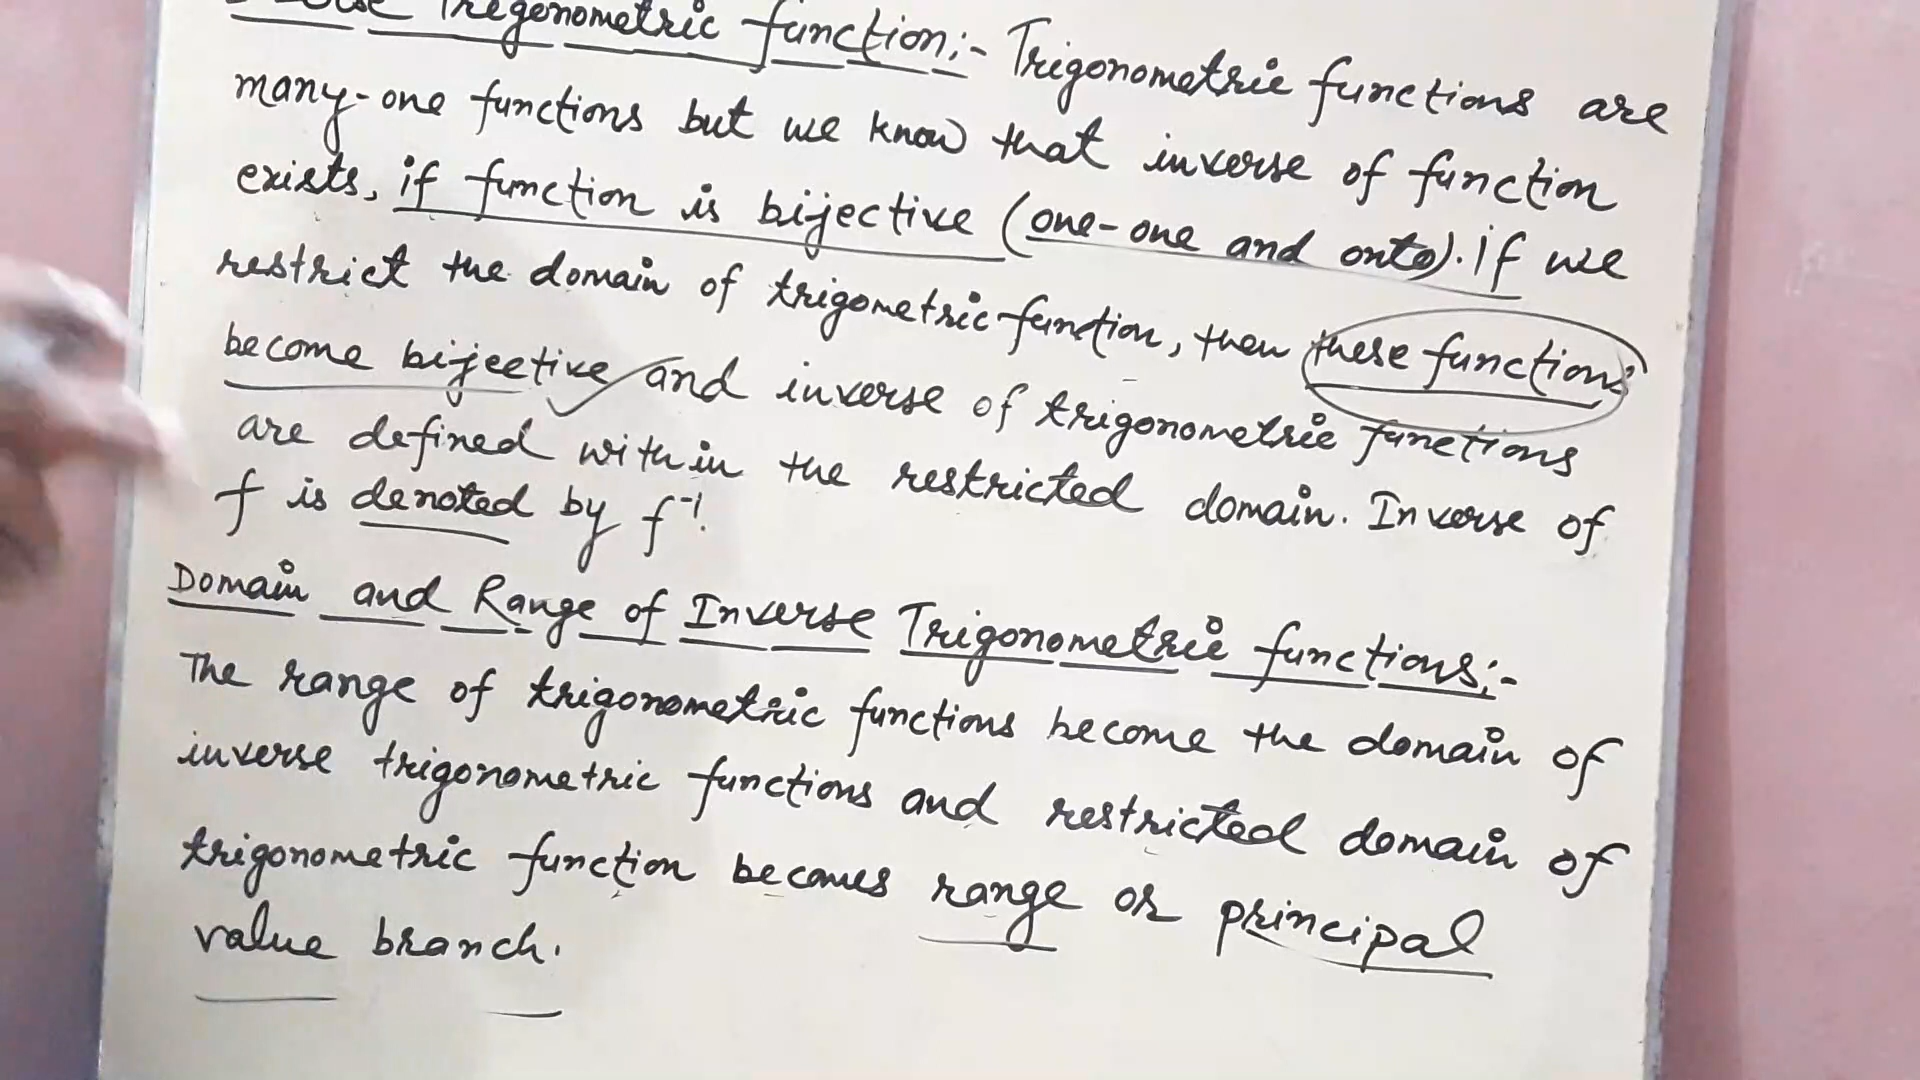 Trigonometric function:- Trigonometric functions are
many-one functions but we know that inverse of function
exists, if function is bijective (one-one and onto). if we
restrict the domain of trigometric function, then these functions
become bijective and inverse of trigonometric functions
are defined within the restricted domain. Inverse of
f is denoted by f⁻¹.
Domain and Range of Inverse Trigonometric functions:-
The range of trigonometric functions become the domain of
inverse trigonometric functions and restricted domain of
trigonometric function becomes range or principal
value branch.